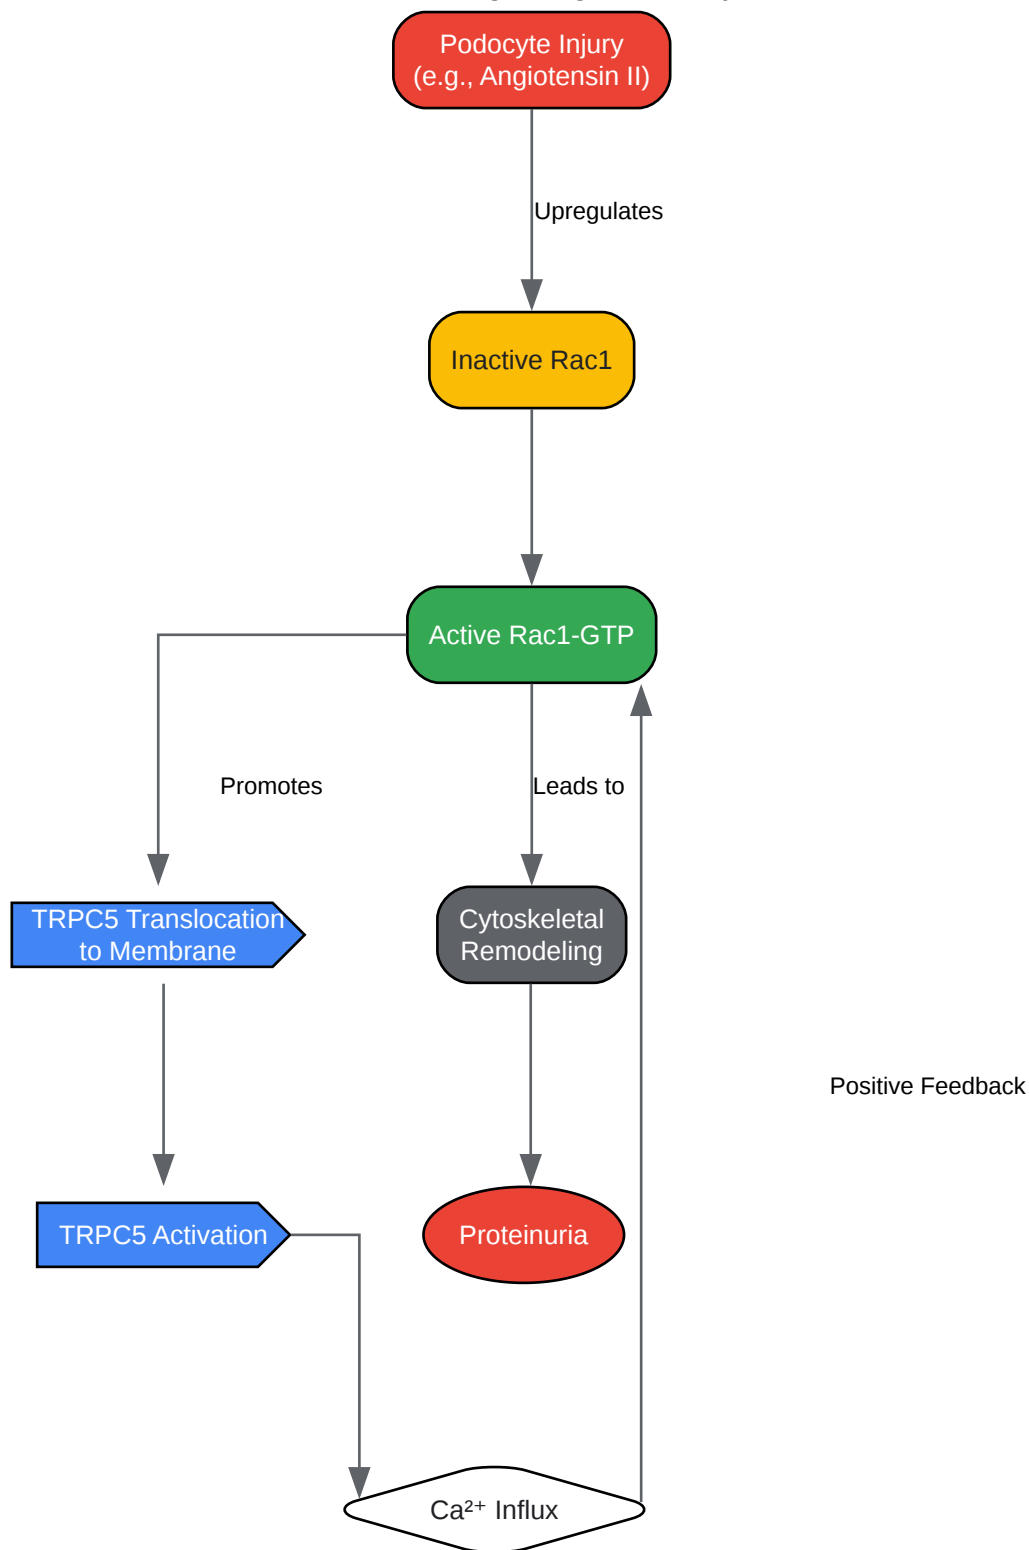 Podocyte Injury
(e.g., Angiotensin II)
Upregulates
Inactive Rac1
Active Rac1-GTP
Promotes
Leads to
TRPC5 Translocation
to Membrane
Cytoskeletal
Remodeling
Positive Feedback
TRPC5 Activation
Proteinuria
Ca²⁺ Influx